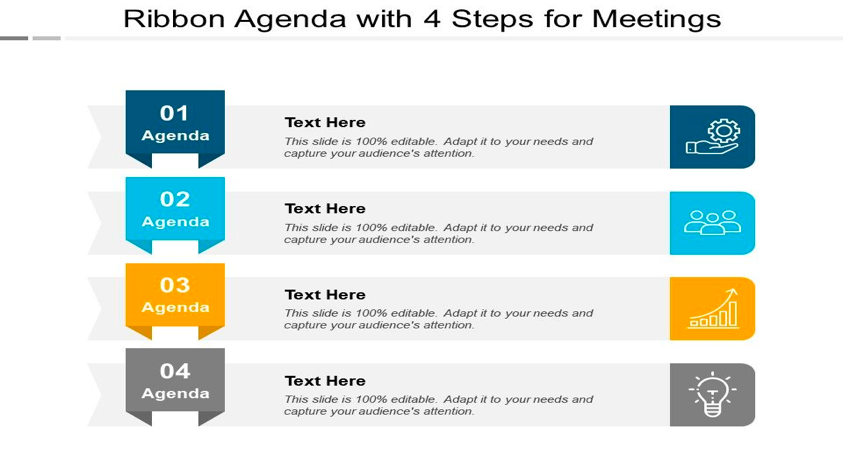 Ribbon Agenda with 4 Steps for Meetings
01
Agenda
Text Here
This slide is 100% editable. Adapt it to your needs and
capture your audience's attention.
02
Agenda
Text Here
This slide is 100% editable. Adapt it to your needs and
capture your audience's attention.
03
Agenda
Text Here
This slide is 100% editable. Adapt it to your needs and
capture your audience's attention.
04
Agenda
Text Here
This slide is 100% editable. Adapt it to your needs and
capture your audience's attention.